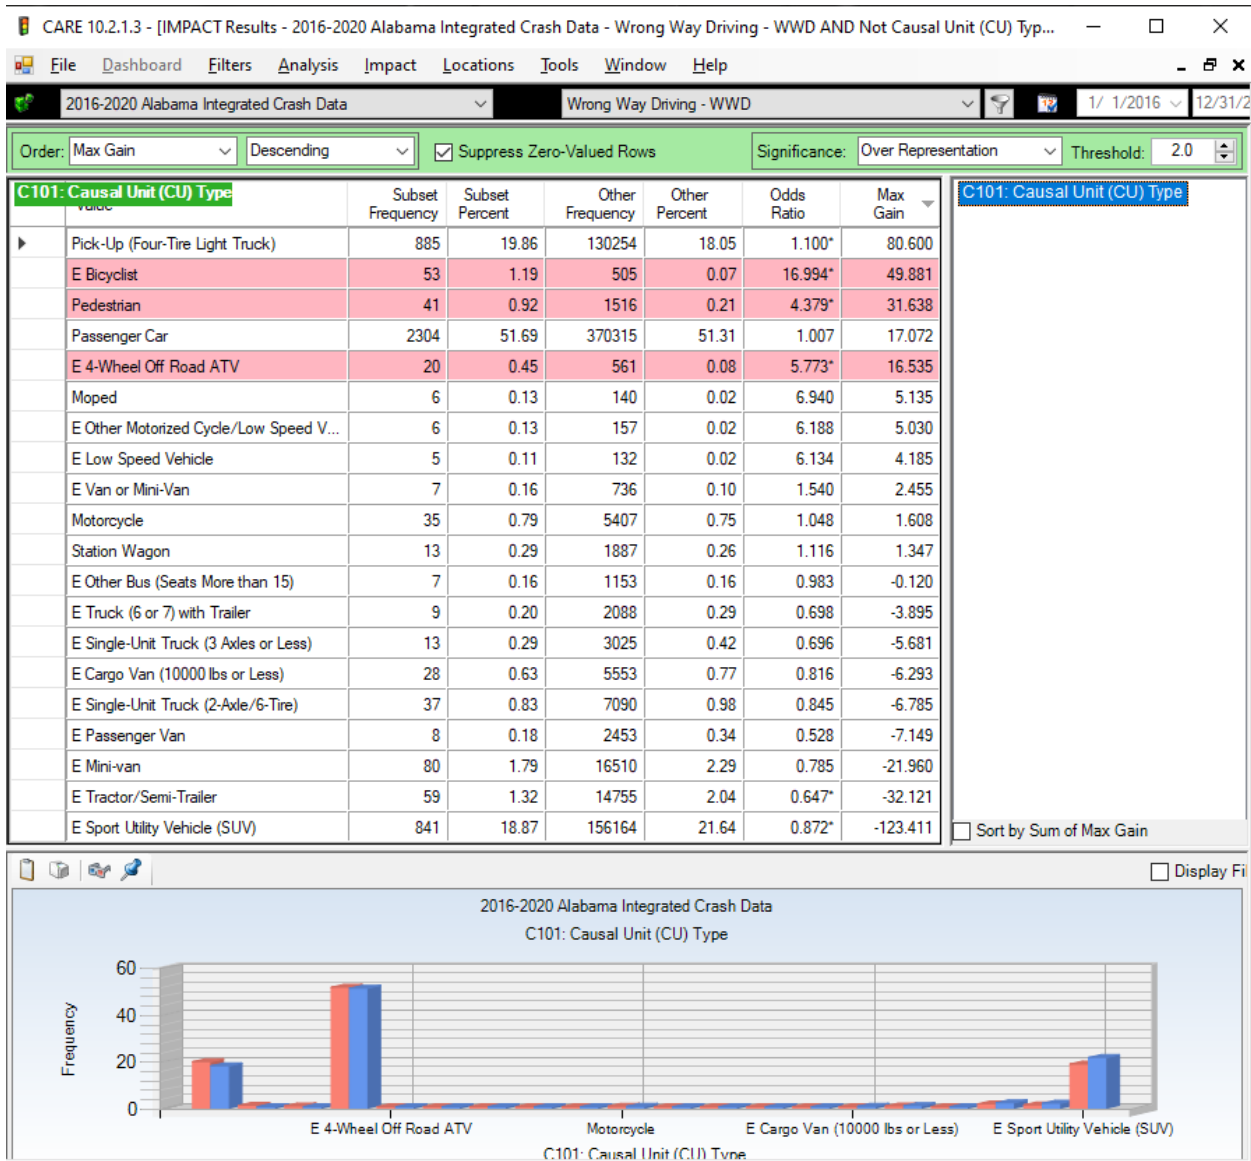 CARE 10.2.1.3 - [IMPACT Results - 2016-2020 Alabama Integrated Crash Data - Wrong Way Driving - WWD AND Not Causal Unit (CU) Typ...
File Dashboard Filters Analysis Impact Locations Tools Window Help
2016-2020 Alabama Integrated Crash Data Wrong Way Driving - WWD 1/ 1/2016 12/31/2
Order: Max Gain Descending Suppress Zero-Valued Rows Significance: Over Representation Threshold: 2.0
C101: Causal Unit (CU) Type
Value Subset Frequency Subset Percent Other Frequency Other Percent Odds Ratio Max Gain
C101: Causal Unit (CU) Type
Pick-Up (Four-Tire Light Truck) 885 19.86 130254 18.05 1.100* 80.600
E Bicyclist 53 1.19 505 0.07 16.994* 49.881
Pedestrian 41 0.92 1516 0.21 4.379* 31.638
Passenger Car 2304 51.69 370315 51.31 1.007 17.072
E 4-Wheel Off Road ATV 20 0.45 561 0.08 5.773* 16.535
Moped 6 0.13 140 0.02 6.940 5.135
E Other Motorized Cycle/Low Speed V... 6 0.13 157 0.02 6.188 5.030
E Low Speed Vehicle 5 0.11 132 0.02 6.134 4.185
E Van or Mini-Van 7 0.16 736 0.10 1.540 2.455
Motorcycle 35 0.79 5407 0.75 1.048 1.608
Station Wagon 13 0.29 1887 0.26 1.116 1.347
E Other Bus (Seats More than 15) 7 0.16 1153 0.16 0.983 -0.120
E Truck (6 or 7) with Trailer 9 0.20 2088 0.29 0.698 -3.895
E Single-Unit Truck (3 Axles or Less) 13 0.29 3025 0.42 0.696 -5.681
E Cargo Van (10000 lbs or Less) 28 0.63 5553 0.77 0.816 -6.293
E Single-Unit Truck (2-Axle/6-Tire) 37 0.83 7090 0.98 0.845 -6.785
E Passenger Van 8 0.18 2453 0.34 0.528 -7.149
E Mini-van 80 1.79 16510 2.29 0.785 -21.960
E Tractor/Semi-Trailer 59 1.32 14755 2.04 0.647* -32.121
E Sport Utility Vehicle (SUV) 841 18.87 156164 21.64 0.872* -123.411
Sort by Sum of Max Gain
Display Fil
2016-2020 Alabama Integrated Crash Data
C101: Causal Unit (CU) Type
Frequency
60
40
20
0
E 4-Wheel Off Road ATV Motorcycle E Cargo Van (10000 lbs or Less) E Sport Utility Vehicle (SUV)
C101: Causal Unit (CU) Type